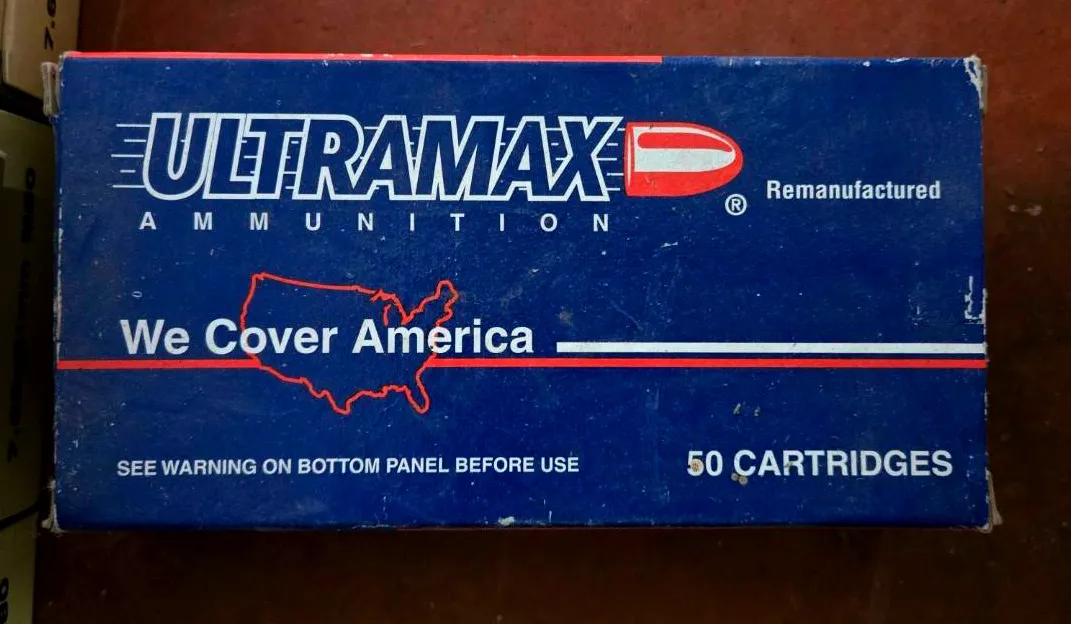 ULTRAMAX
® Remanufactured
AMMUNITION
We Cover America
SEE WARNING ON BOTTOM PANEL BEFORE USE
50 CARTRIDGES